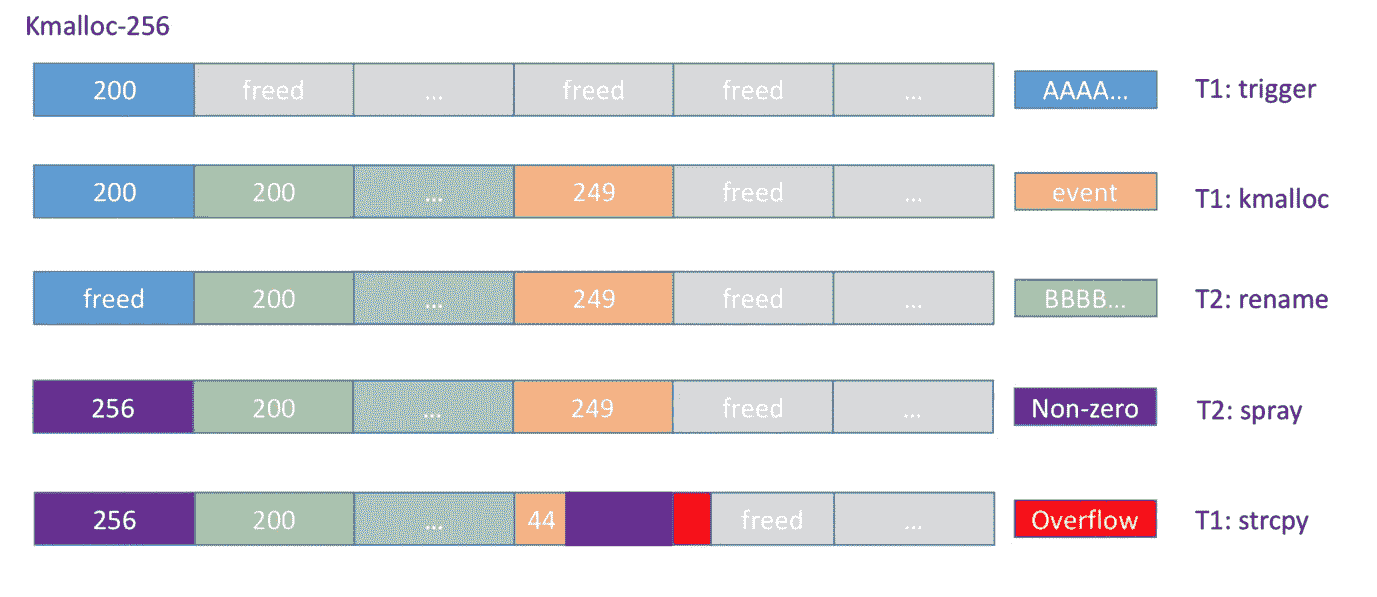 Kmalloc-256
200 freed ... freed freed ... AAAA... T1: trigger
200 200 ... 249 freed ... event T1: kmalloc
freed 200 ... 249 freed ... BBBB... T2: rename
256 200 ... 249 freed ... Non-zero T2: spray
256 200 ... 44 freed ... Overflow T1: strcpy